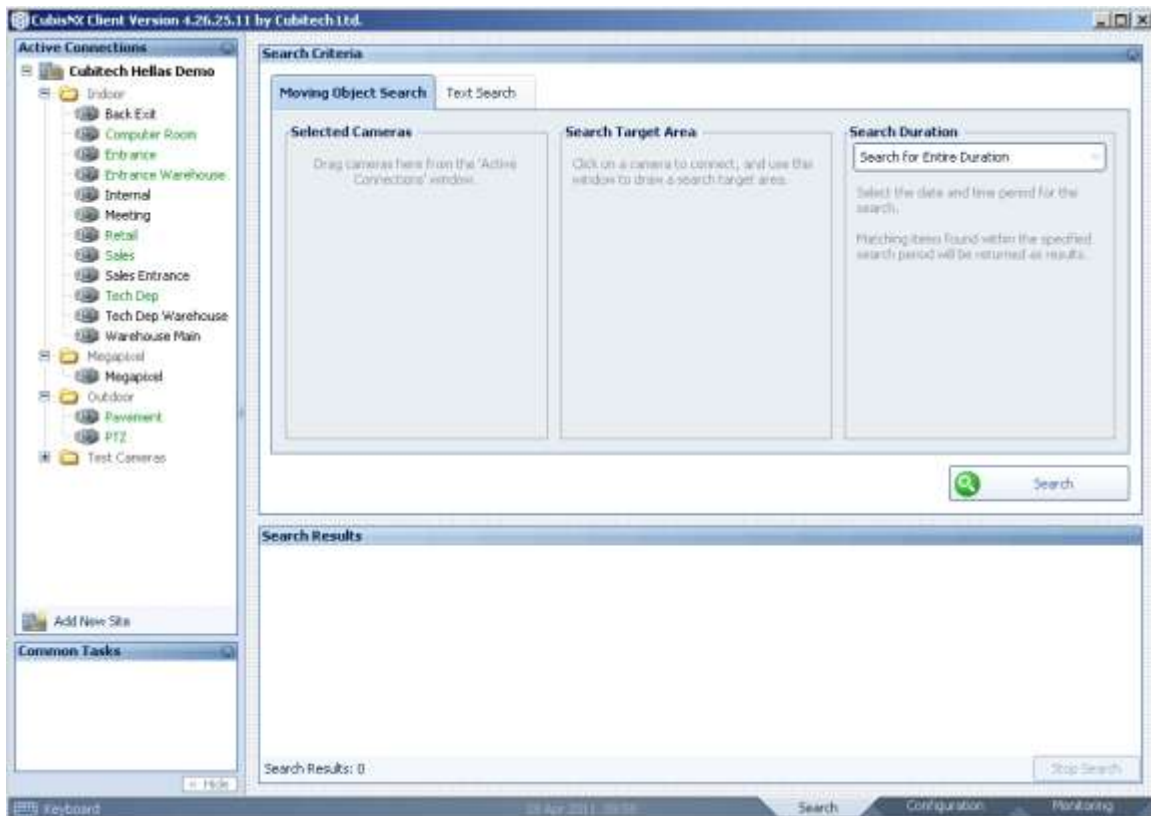 CubisNX Client Version 4.26.25.11 by Cubitech Ltd.
Active Connections
Cubitech Hellas Demo
Indoor
Back Exit
Computer Room
Entrance
Entrance Warehouse
Internal
Meeting
Retail
Sales
Sales Entrance
Tech Dep
Tech Dep Warehouse
Warehouse Main
Megapixel
Megapixel
Outdoor
Pavement
PTZ
Test Cameras
Add New Site
Common Tasks
« Hide
Search Criteria
Moving Object Search
Text Search
Selected Cameras
Drag cameras here from the 'Active
Connections' window.
Search Target Area
Click on a camera to connect, and use this
window to draw a search target area.
Search Duration
Search for Entire Duration
Select the date and time period for the
search.
Matching items found within the specified
search period will be returned as results.
Search
Search Results
Search Results: 0
Stop Search
Keyboard
Apr 2011
Search
Configuration
Monitoring